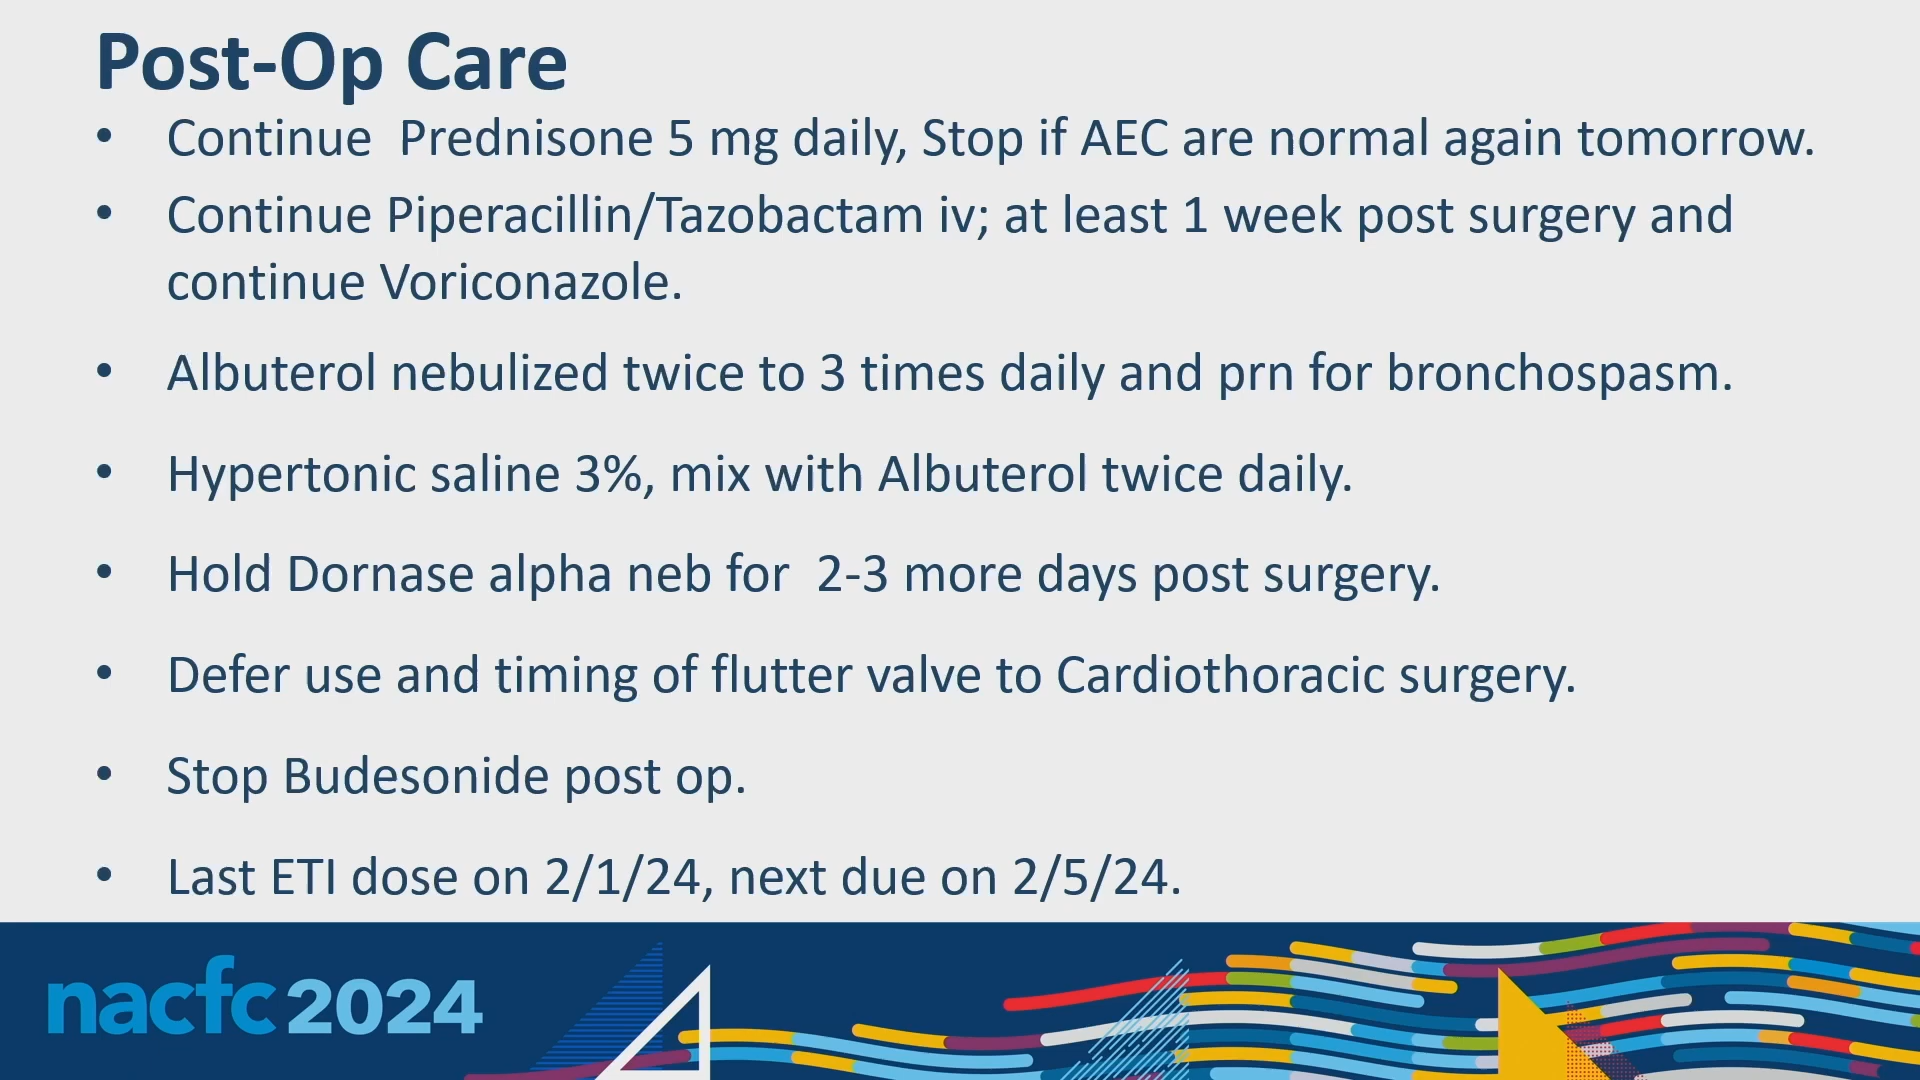 Post-Op Care
• Continue  Prednisone 5 mg daily, Stop if AEC are normal again tomorrow.
• Continue Piperacillin/Tazobactam iv; at least 1 week post surgery and
continue Voriconazole.
• Albuterol nebulized twice to 3 times daily and prn for bronchospasm.
• Hypertonic saline 3%, mix with Albuterol twice daily.
• Hold Dornase alpha neb for  2-3 more days post surgery.
• Defer use and timing of flutter valve to Cardiothoracic surgery.
• Stop Budesonide post op.
• Last ETI dose on 2/1/24, next due on 2/5/24.
nacfc 2024